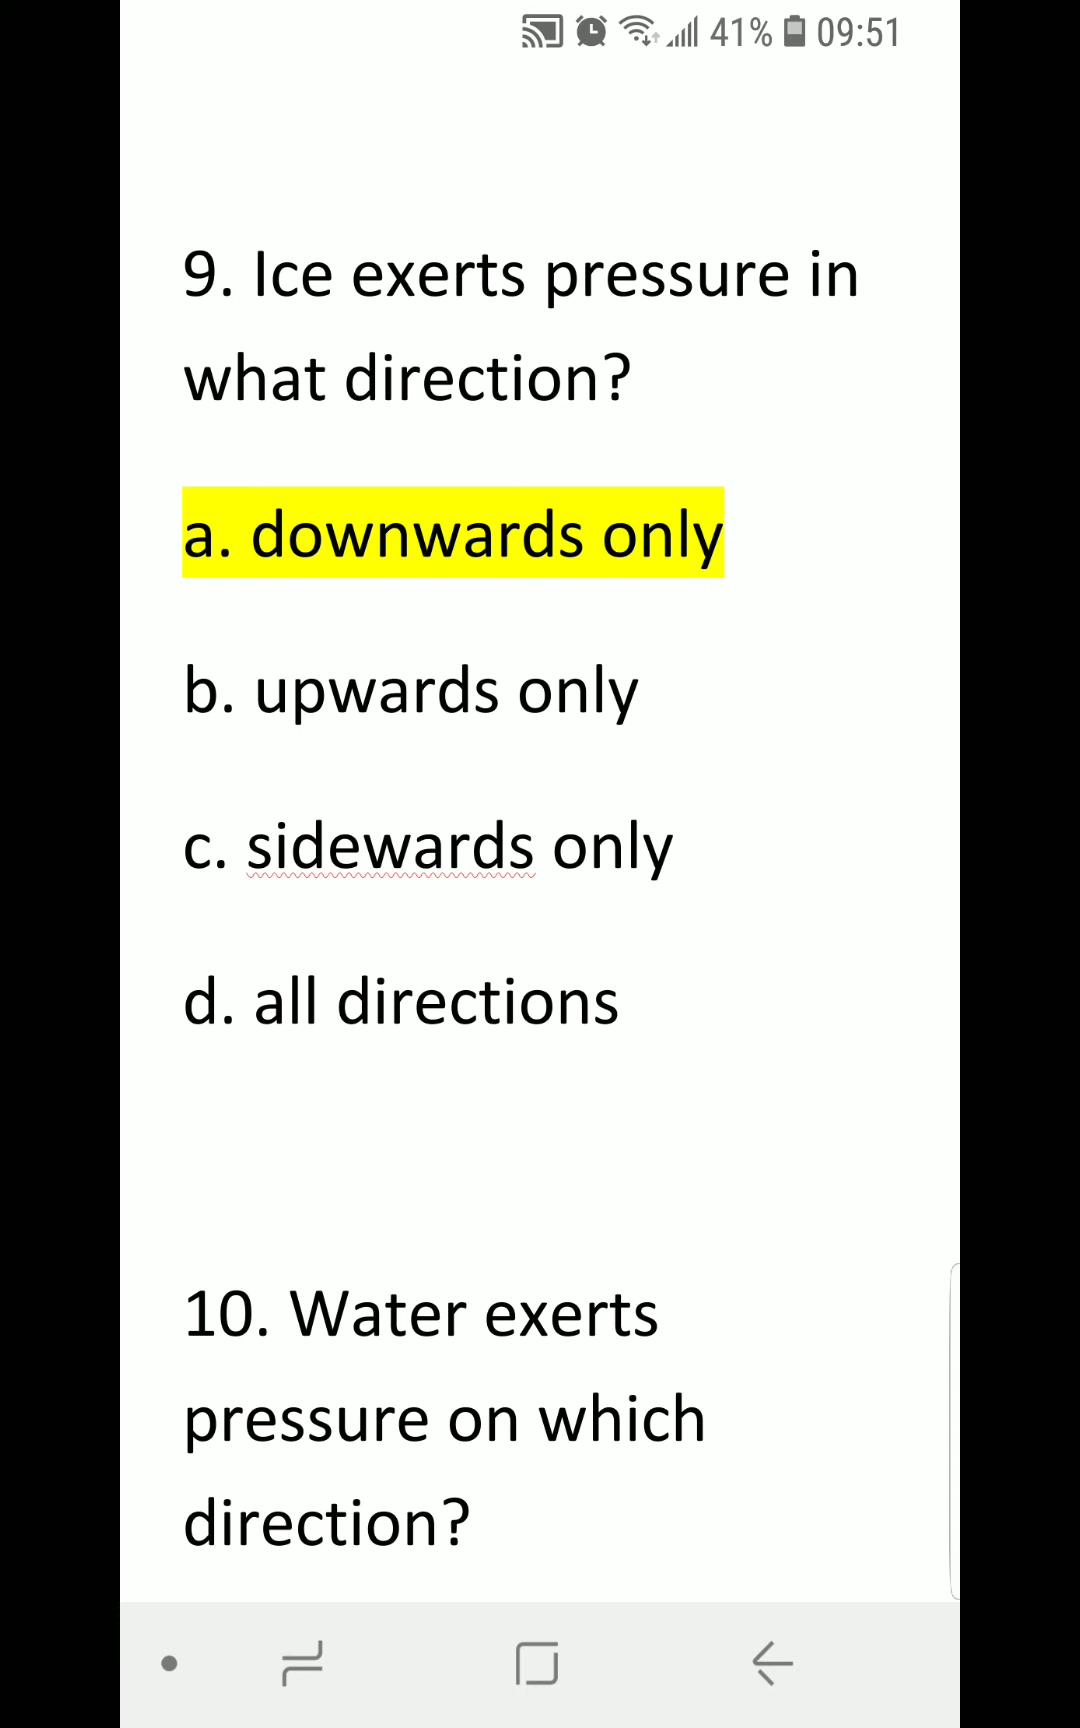 41% 09:51
9. Ice exerts pressure in
what direction?
a. downwards only
b. upwards only
c. sidewards only
d. all directions
10. Water exerts
pressure on which
direction?